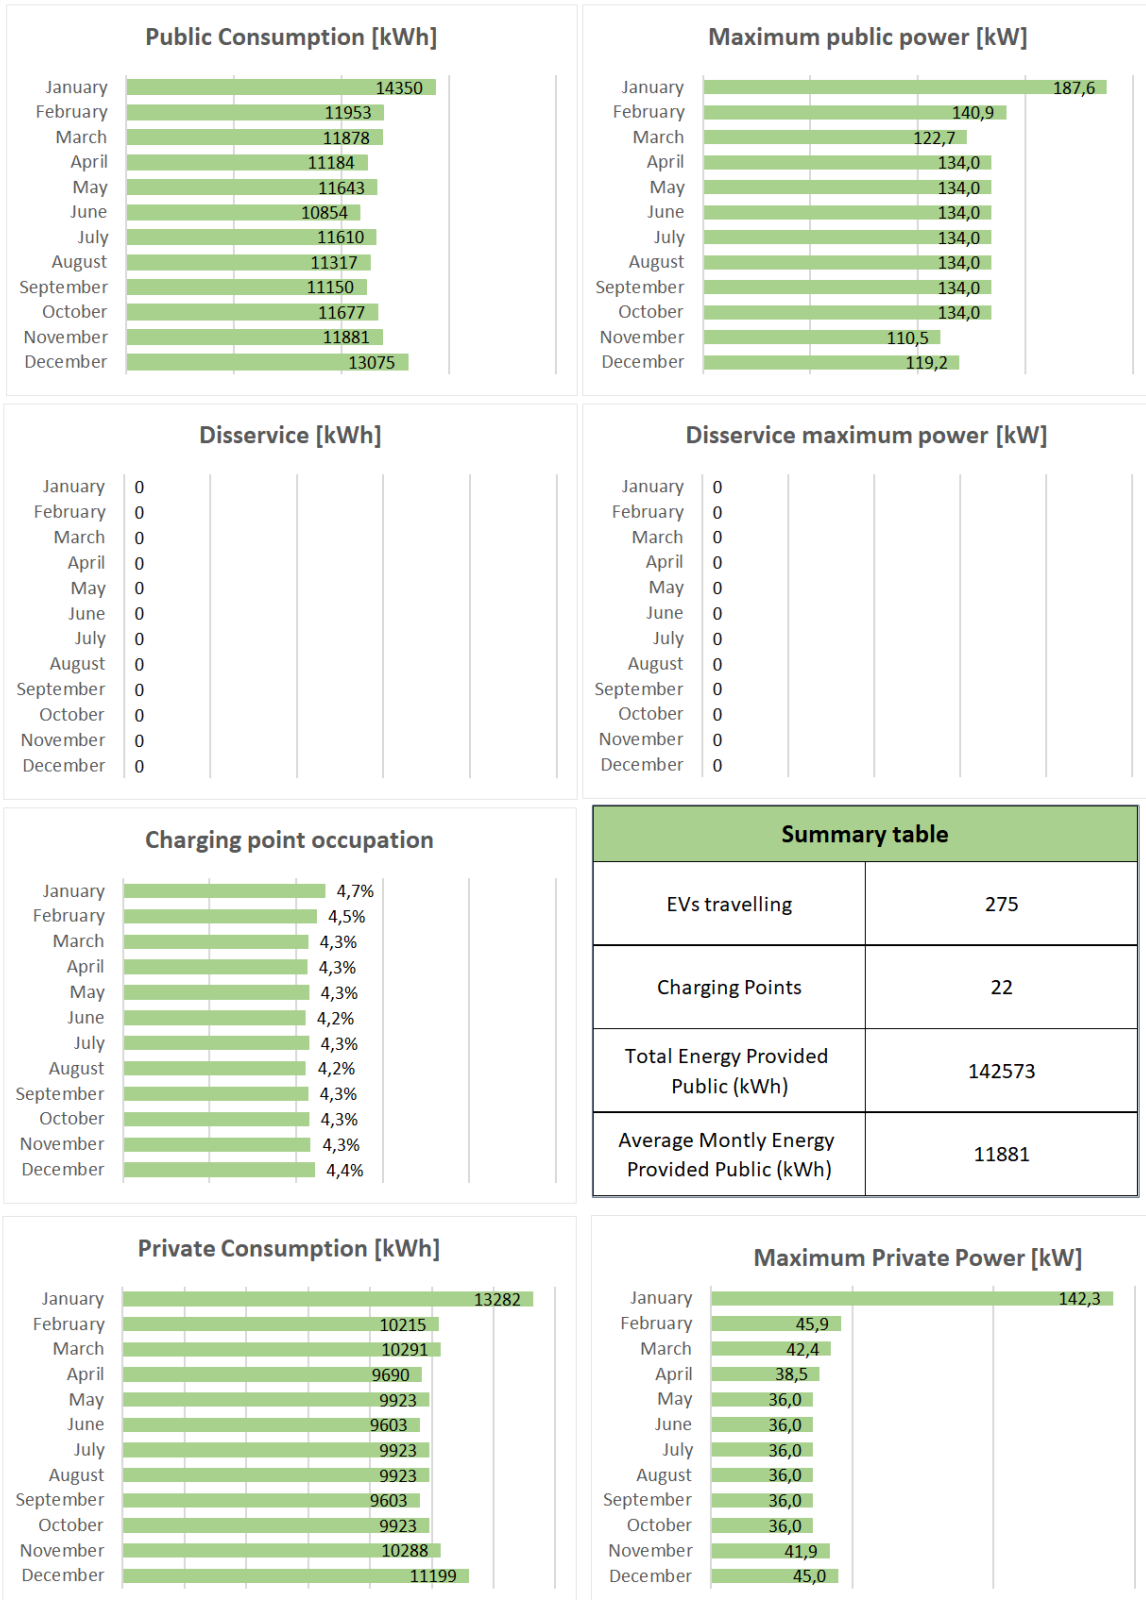 Public Consumption [kWh]
January 14350
February 11953
March 11878
April 11184
May 11643
June 10854
July 11610
August 11317
September 11150
October 11677
November 11881
December 13075
Maximum public power [kW]
January 187,6
February 140,9
March 122,7
April 134,0
May 134,0
June 134,0
July 134,0
August 134,0
September 134,0
October 134,0
November 110,5
December 119,2
Disservice [kWh]
January 0
February 0
March 0
April 0
May 0
June 0
July 0
August 0
September 0
October 0
November 0
December 0
Disservice maximum power [kW]
January 0
February 0
March 0
April 0
May 0
June 0
July 0
August 0
September 0
October 0
November 0
December 0
Charging point occupation
January 4,7%
February 4,5%
March 4,3%
April 4,3%
May 4,3%
June 4,2%
July 4,3%
August 4,2%
September 4,3%
October 4,3%
November 4,3%
December 4,4%
Summary table
EVs travelling 275
Charging Points 22
Total Energy Provided
Public (kWh) 142573
Average Montly Energy
Provided Public (kWh) 11881
Private Consumption [kWh]
January 13282
February 10215
March 10291
April 9690
May 9923
June 9603
July 9923
August 9923
September 9603
October 9923
November 10288
December 11199
Maximum Private Power [kW]
January 142,3
February 45,9
March 42,4
April 38,5
May 36,0
June 36,0
July 36,0
August 36,0
September 36,0
October 36,0
November 41,9
December 45,0